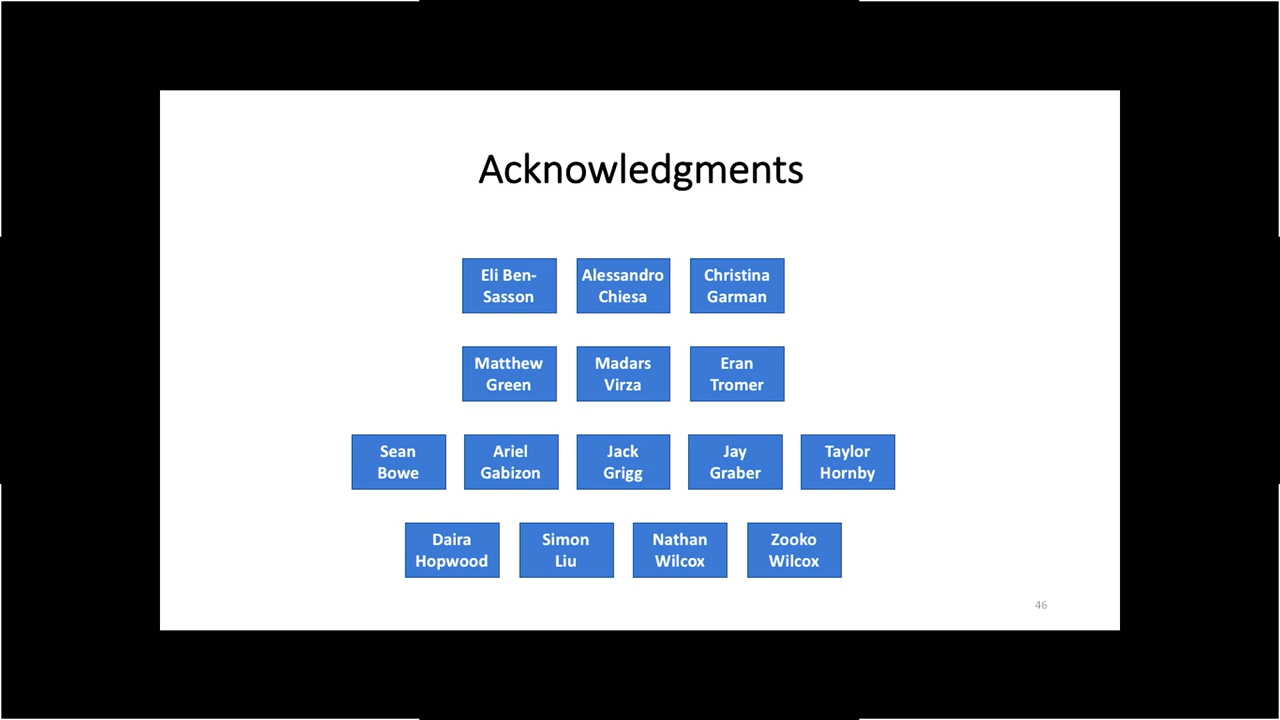 Acknowledgments
Eli Ben-
Sasson
Alessandro
Chiesa
Christina
Garman
Matthew
Green
Madars
Virza
Eran
Tromer
Sean
Bowe
Ariel
Gabizon
Jack
Grigg
Jay
Graber
Taylor
Hornby
Daira
Hopwood
Simon
Liu
Nathan
Wilcox
Zooko
Wilcox
46